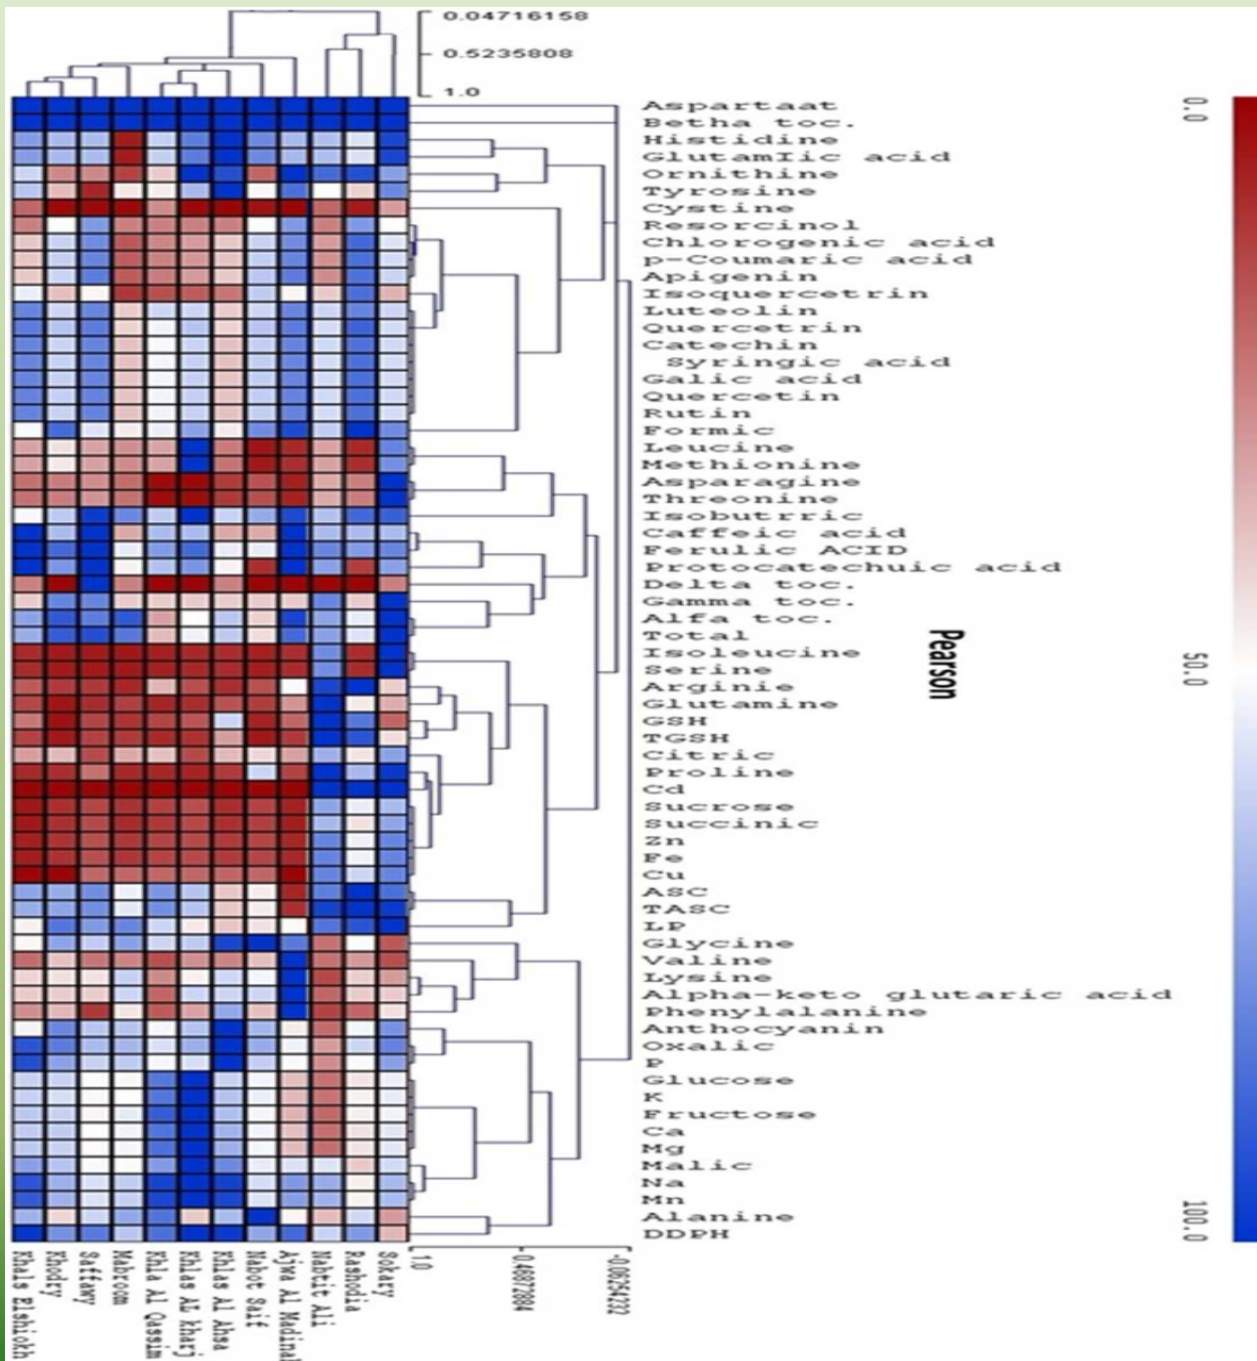 0.04716158
0.5235808
1.0
Aspartaat
Betha toc.
Histidine
GlutamIic acid
Ornithine
Tyrosine
Cystine
Resorcinol
Chlorogenic acid
p-Coumaric acid
Apigenin
Isoquercetrin
Luteolin
Quercetrin
Catechin
Syringic acid
Galic acid
Quercetin
Rutin
Formic
Leucine
Methionine
Asparagine
Threonine
Isobutrric
Caffeic acid
Ferulic ACID
Protocatechuic acid
Delta toc.
Gamma toc.
Alfa toc.
Total
Isoleucine
Serine
Arginie
Glutamine
GSH
TGSH
Citric
Proline
Cd
Sucrose
Succinic
Zn
Fe
Cu
ASC
TASC
LP
Glycine
Valine
Lysine
Alpha-keto glutaric acid
Phenylalanine
Anthocyanin
Oxalic
P
Glucose
K
Fructose
Ca
Mg
Malic
Na
Mn
Alanine
DDPH
0.0
Pearson
50.0
100.0
Khals Elshiokh
Khodry
Saffawy
Mabroom
Khla Al Qassim
Khlas AL kharj
Khlas Al Ahsa
Nabot Saif
Ajwa Al Madinah
Nabtit Ali
Rashodia
Sokary
1.0
0.46872884
-0.06254232